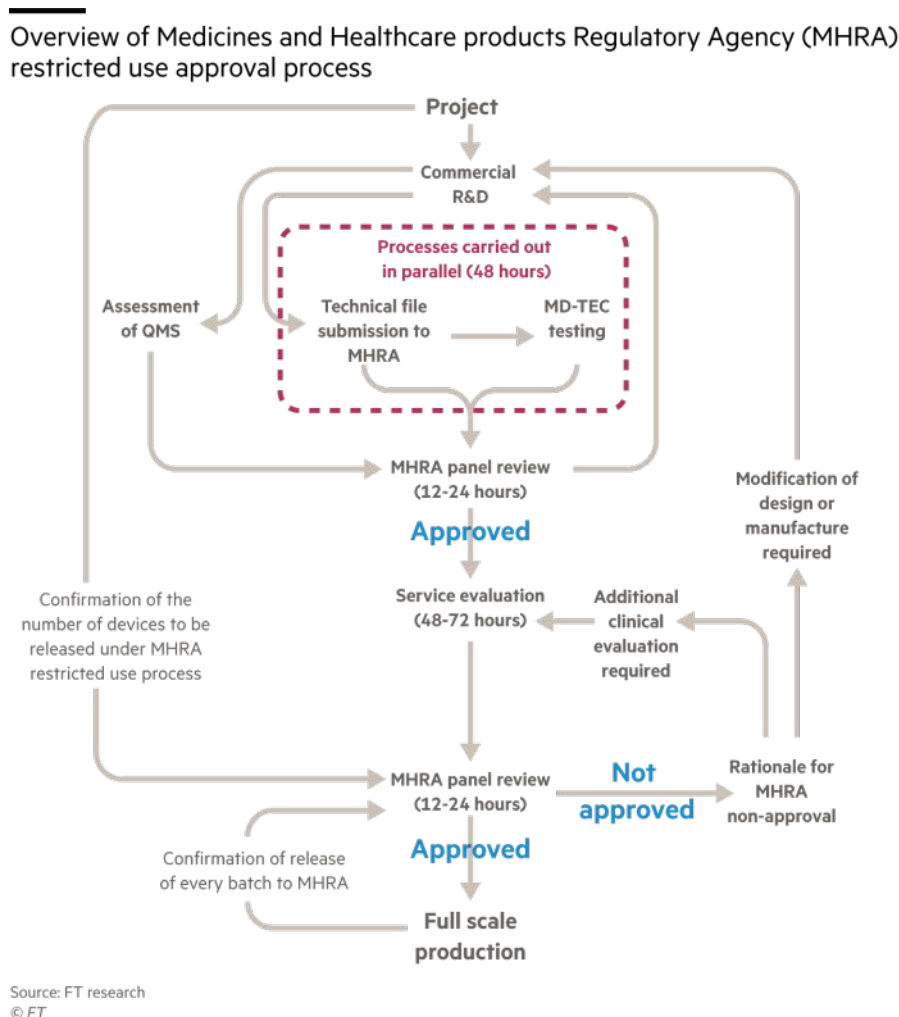 Overview of Medicines and Healthcare products Regulatory Agency (MHRA)
restricted use approval process
Project
Commercial
R&D
Processes carried out
in parallel (48 hours)
Assessment
of QMS
Technical file
submission to
MHRA
MD-TEC
testing
MHRA panel review
(12-24 hours)
Modification of
design or
manufacture
required
Approved
Confirmation of the
number of devices to be
released under MHRA
restricted use process
Service evaluation
(48-72 hours)
Additional
clinical
evaluation
required
MHRA panel review
(12-24 hours)
Not
approved
Rationale for
MHRA
non-approval
Approved
Confirmation of release
of every batch to MHRA
Full scale
production
Source: FT research
© FT